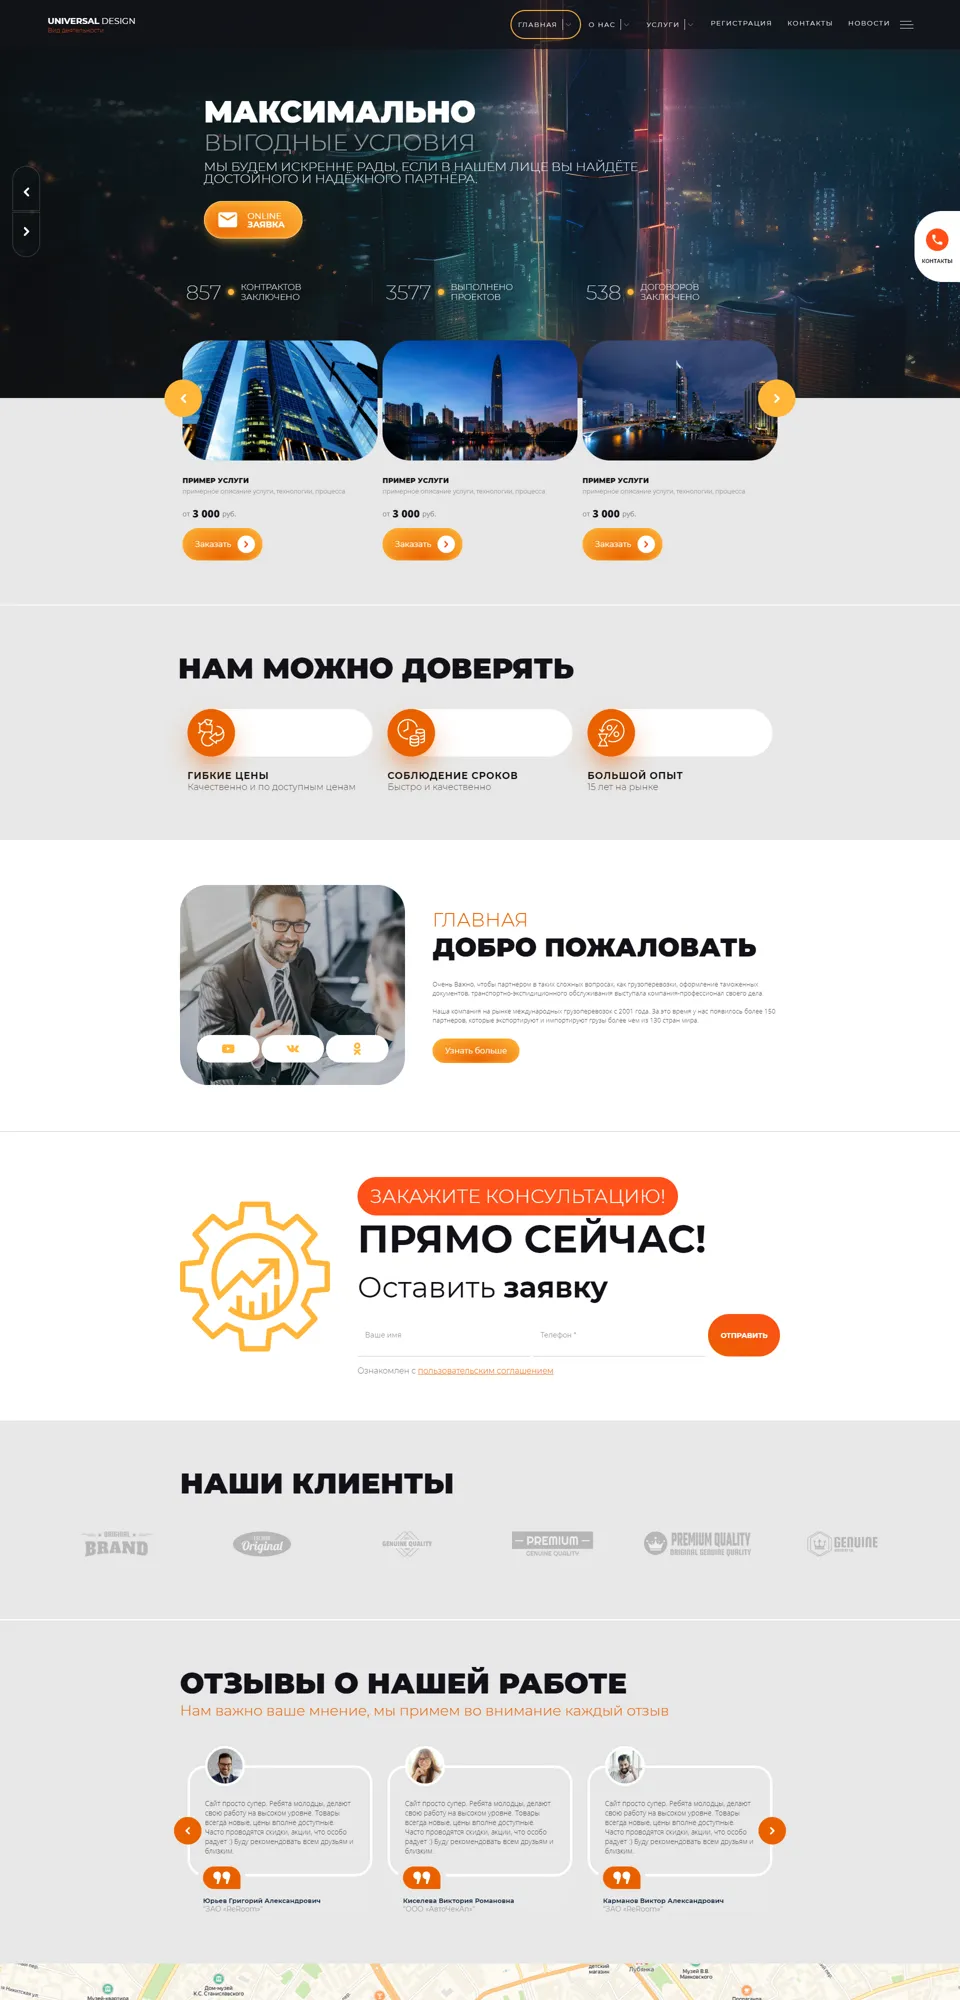 UNIVERSAL DESIGN
Вид деятельности
ГЛАВНАЯ
О НАС
УСЛУГИ
РЕГИСТРАЦИЯ
КОНТАКТЫ
НОВОСТИ
МАКСИМАЛЬНО
ВЫГОДНЫЕ УСЛОВИЯ
МЫ БУДЕМ ИСКРЕННЕ РАДЫ, ЕСЛИ В НАШЕМ ЛИЦЕ ВЫ НАЙДЁТЕ
ДОСТОЙНОГО И НАДЁЖНОГО ПАРТНЁРА.
ONLINE
ЗАЯВКА
КОНТАКТЫ
857 КОНТРАКТОВ
ЗАКЛЮЧЕНО
3577 ВЫПОЛНЕНО
ПРОЕКТОВ
538 ДОГОВОРОВ
ЗАКЛЮЧЕНО
ПРИМЕР УСЛУГИ
примерное описание услуги, технологии, процесса
от 3 000 руб.
Заказать
ПРИМЕР УСЛУГИ
примерное описание услуги, технологии, процесса
от 3 000 руб.
Заказать
ПРИМЕР УСЛУГИ
примерное описание услуги, технологии, процесса
от 3 000 руб.
Заказать
НАМ МОЖНО ДОВЕРЯТЬ
ГИБКИЕ ЦЕНЫ
Качественно и по доступным ценам
СОБЛЮДЕНИЕ СРОКОВ
Быстро и качественно
БОЛЬШОЙ ОПЫТ
15 лет на рынке
ГЛАВНАЯ
ДОБРО ПОЖАЛОВАТЬ
Очень Важно, чтобы партнером в таких сложных вопросах, как грузоперевозки, оформление таможенных
документов, транспортно-экспедиционного обслуживания выступала компания-профессионал своего дела.
Наша компания на рынке международных грузоперевозок с 2001 года. За это время у нас появилось более 150
партнеров, которые экспортируют и импортируют грузы более чем из 130 стран мира.
Узнать больше
ЗАКАЖИТЕ КОНСУЛЬТАЦИЮ!
ПРЯМО СЕЙЧАС!
Оставить заявку
Ваше имя
Телефон *
ОТПРАВИТЬ
Ознакомлен с пользовательским соглашением
НАШИ КЛИЕНТЫ
ORIGINAL
BRAND
Original
GENUINE QUALITY
PREMIUM
GENUINE QUALITY
PREMIUM QUALITY
ORIGINAL GENUINE QUALITY
GENUINE
ОТЗЫВЫ О НАШЕЙ РАБОТЕ
Нам важно ваше мнение, мы примем во внимание каждый отзыв
Сайт просто супер. Ребята молодцы, делают
свою работу на высоком уровне. Товары
всегда новые, цены вполне доступные.
Часто проводятся скидки, акции, что особо
радует :) Буду рекомендовать всем друзьям и
близким.
Юрьев Григорий Александрович
"ЗАО «ReRoom»"
Сайт просто супер. Ребята молодцы, делают
свою работу на высоком уровне. Товары
всегда новые, цены вполне доступные.
Часто проводятся скидки, акции, что особо
радует :) Буду рекомендовать всем друзьям и
близким.
Киселева Виктория Романовна
"ООО «АвтоЧекАп»"
Сайт просто супер. Ребята молодцы, делают
свою работу на высоком уровне. Товары
всегда новые, цены вполне доступные.
Часто проводятся скидки, акции, что особо
радует :) Буду рекомендовать всем друзьям и
близким.
Карманов Виктор Александрович
"ЗАО «ReRoom»"
Дом-музей
К.С. Станиславского
Музей-квартира
детский
магазин
Лубянка
Музей В.В.
Маяковского